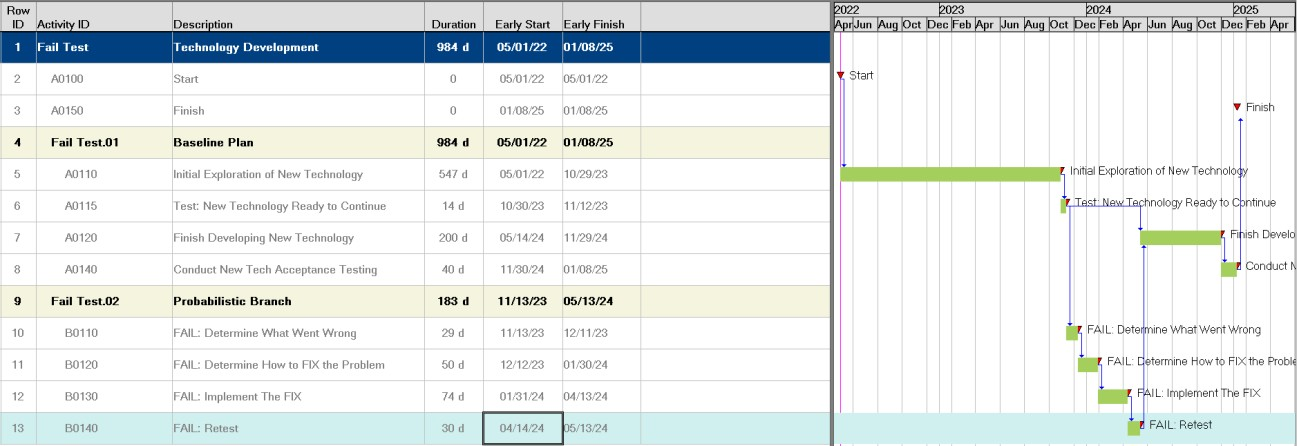 Row ID Activity ID Description Duration Early Start Early Finish
2022 2023 2024 2025
Apr Jun Aug Oct Dec Feb Apr Jun Aug Oct Dec Feb Apr Jun Aug Oct Dec Feb Apr
1 Fail Test Technology Development 984 d 05/01/22 01/08/25
2 A0100 Start 0 05/01/22 05/01/22 Start
3 A0150 Finish 0 01/08/25 01/08/25 Finish
4 Fail Test.01 Baseline Plan 984 d 05/01/22 01/08/25
5 A0110 Initial Exploration of New Technology 547 d 05/01/22 10/29/23 Initial Exploration of New Technology
6 A0115 Test: New Technology Ready to Continue 14 d 10/30/23 11/12/23 Test: New Technology Ready to Continue
7 A0120 Finish Developing New Technology 200 d 05/14/24 11/29/24 Finish Develo
8 A0140 Conduct New Tech Acceptance Testing 40 d 11/30/24 01/08/25 Conduct N
9 Fail Test.02 Probabilistic Branch 183 d 11/13/23 05/13/24
10 B0110 FAIL: Determine What Went Wrong 29 d 11/13/23 12/11/23 FAIL: Determine What Went Wrong
11 B0120 FAIL: Determine How to FIX the Problem 50 d 12/12/23 01/30/24 FAIL: Determine How to FIX the Proble
12 B0130 FAIL: Implement The FIX 74 d 01/31/24 04/13/24 FAIL: Implement The FIX
13 B0140 FAIL: Retest 30 d 04/14/24 05/13/24 FAIL: Retest